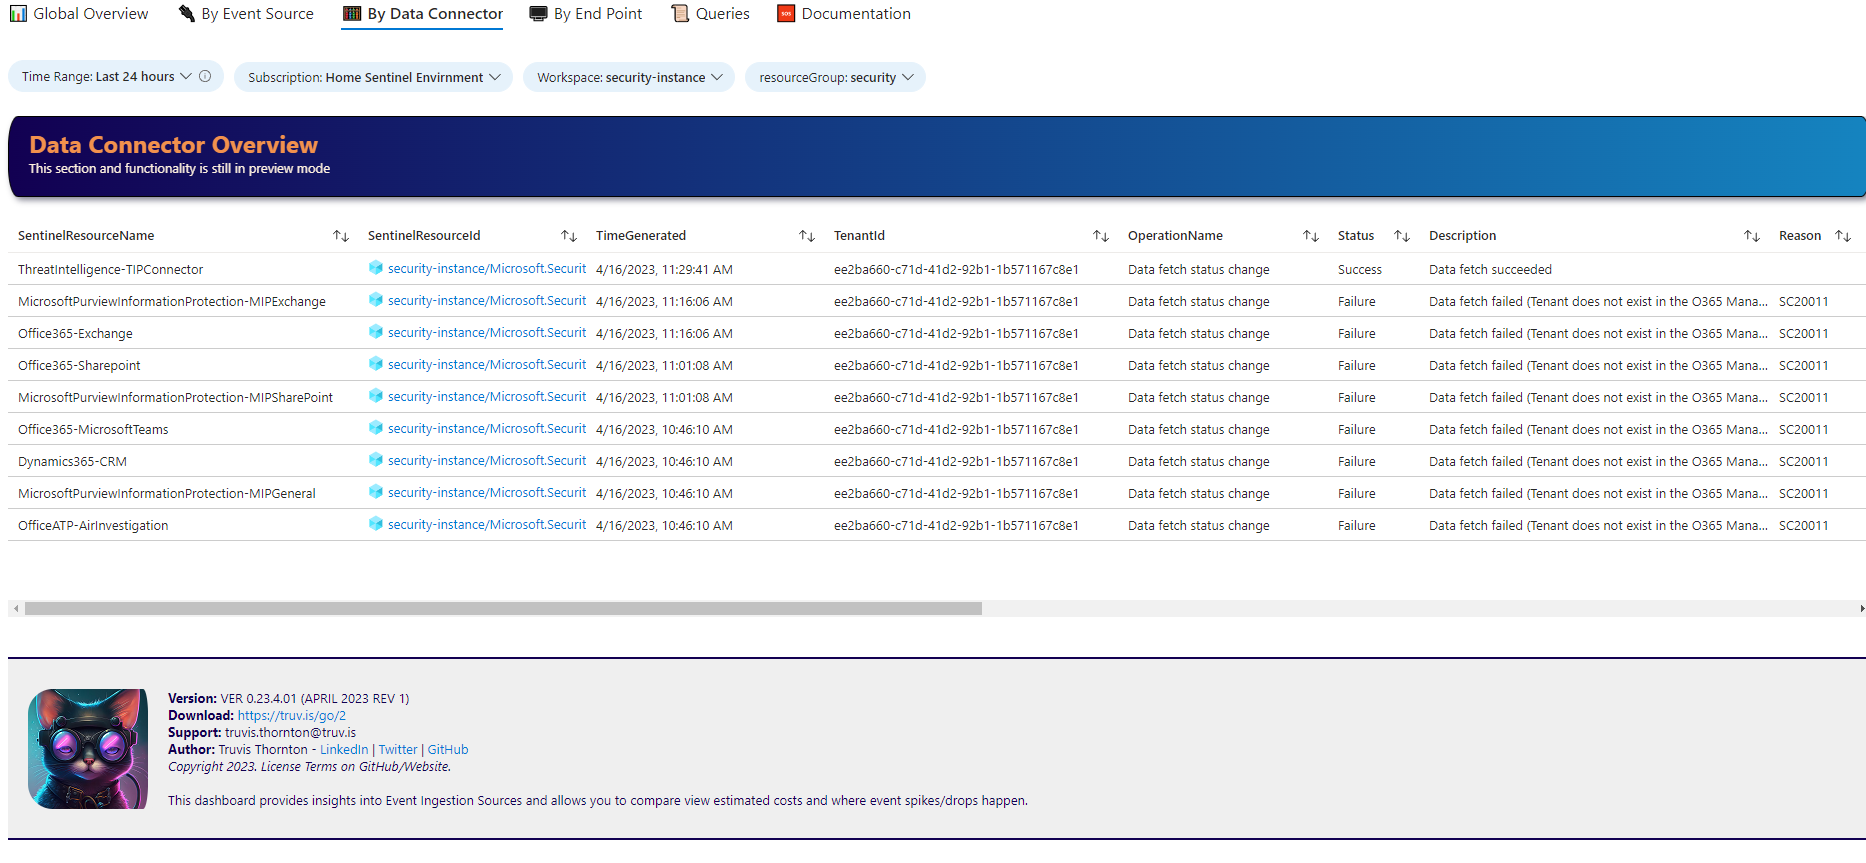 Global Overview By Event Source By Data Connector By End Point Queries Documentation
Time Range: Last 24 hours Subscription: Home Sentinel Envirnment Workspace: security-instance resourceGroup: security
Data Connector Overview
This section and functionality is still in preview mode
SentinelResourceName SentinelResourceId TimeGenerated TenantId OperationName Status Description Reason
ThreatIntelligence-TIPConnector security-instance/Microsoft.Securit 4/16/2023, 11:29:41 AM ee2ba660-c71d-41d2-92b1-1b571167c8e1 Data fetch status change Success Data fetch succeeded
MicrosoftPurviewInformationProtection-MIPExchange security-instance/Microsoft.Securit 4/16/2023, 11:16:06 AM ee2ba660-c71d-41d2-92b1-1b571167c8e1 Data fetch status change Failure Data fetch failed (Tenant does not exist in the O365 Mana... SC20011
Office365-Exchange security-instance/Microsoft.Securit 4/16/2023, 11:16:06 AM ee2ba660-c71d-41d2-92b1-1b571167c8e1 Data fetch status change Failure Data fetch failed (Tenant does not exist in the O365 Mana... SC20011
Office365-Sharepoint security-instance/Microsoft.Securit 4/16/2023, 11:01:08 AM ee2ba660-c71d-41d2-92b1-1b571167c8e1 Data fetch status change Failure Data fetch failed (Tenant does not exist in the O365 Mana... SC20011
MicrosoftPurviewInformationProtection-MIPSharePoint security-instance/Microsoft.Securit 4/16/2023, 11:01:08 AM ee2ba660-c71d-41d2-92b1-1b571167c8e1 Data fetch status change Failure Data fetch failed (Tenant does not exist in the O365 Mana... SC20011
Office365-MicrosoftTeams security-instance/Microsoft.Securit 4/16/2023, 10:46:10 AM ee2ba660-c71d-41d2-92b1-1b571167c8e1 Data fetch status change Failure Data fetch failed (Tenant does not exist in the O365 Mana... SC20011
Dynamics365-CRM security-instance/Microsoft.Securit 4/16/2023, 10:46:10 AM ee2ba660-c71d-41d2-92b1-1b571167c8e1 Data fetch status change Failure Data fetch failed (Tenant does not exist in the O365 Mana... SC20011
MicrosoftPurviewInformationProtection-MIPGeneral security-instance/Microsoft.Securit 4/16/2023, 10:46:10 AM ee2ba660-c71d-41d2-92b1-1b571167c8e1 Data fetch status change Failure Data fetch failed (Tenant does not exist in the O365 Mana... SC20011
OfficeATP-AirInvestigation security-instance/Microsoft.Securit 4/16/2023, 10:46:10 AM ee2ba660-c71d-41d2-92b1-1b571167c8e1 Data fetch status change Failure Data fetch failed (Tenant does not exist in the O365 Mana... SC20011
Version: VER 0.23.4.01 (APRIL 2023 REV 1)
Download: https://truv.is/go/2
Support: truvis.thornton@truv.is
Author: Truvis Thornton - LinkedIn | Twitter | GitHub
Copyright 2023. License Terms on GitHub/Website.
This dashboard provides insights into Event Ingestion Sources and allows you to compare view estimated costs and where event spikes/drops happen.